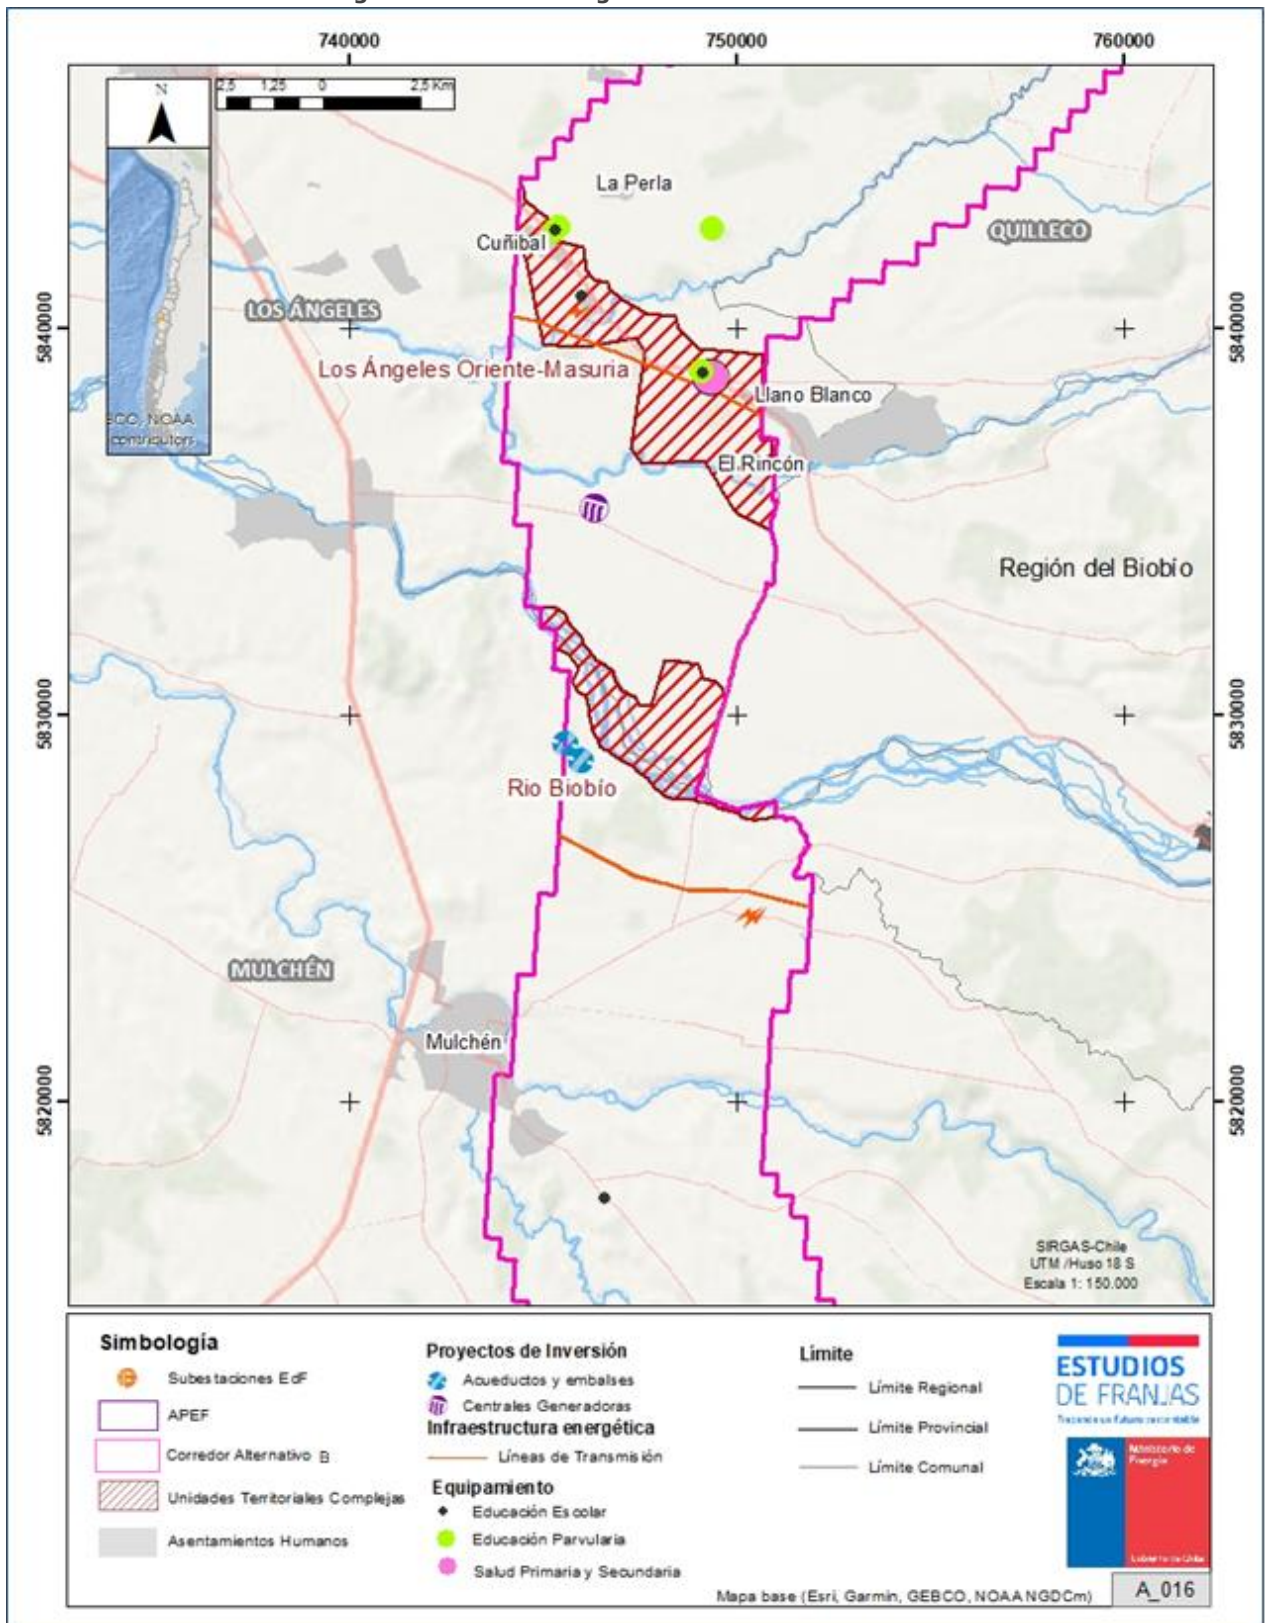 740000
750000
760000
N
2,5 1,25 0 2,5 Km
La Perla
QUILLECO
Cuñibal
LOS ÁNGELES
5840000
5840000
Los Ángeles Oriente-Masuria
Llano Blanco
NOAA
contributors
El Rincón
Región del Biobío
5830000
5830000
Rio Biobío
MULCHÉN
Mulchén
5820000
5820000
SIRGAS-Chile
UTM /Huso 18 S
Escala 1: 150.000
Simbología
Subestaciones EdF
APEF
Corredor Alternativo B
Unidades Territoriales Complejas
Asentamientos Humanos
Proyectos de Inversión
Acueductos y embalses
Centrales Generadoras
Infraestructura energética
Líneas de Transmisión
Equipamiento
Educación Escolar
Educación Parvularia
Salud Primaria y Secundaria
Límite
Límite Regional
Límite Provincial
Límite Comunal
ESTUDIOS
DE FRANJAS
Ministerio de
Energía
Gobierno de Chile
Mapa base (Esri, Garmin, GEBCO, NOAA NGDCm)
A_016